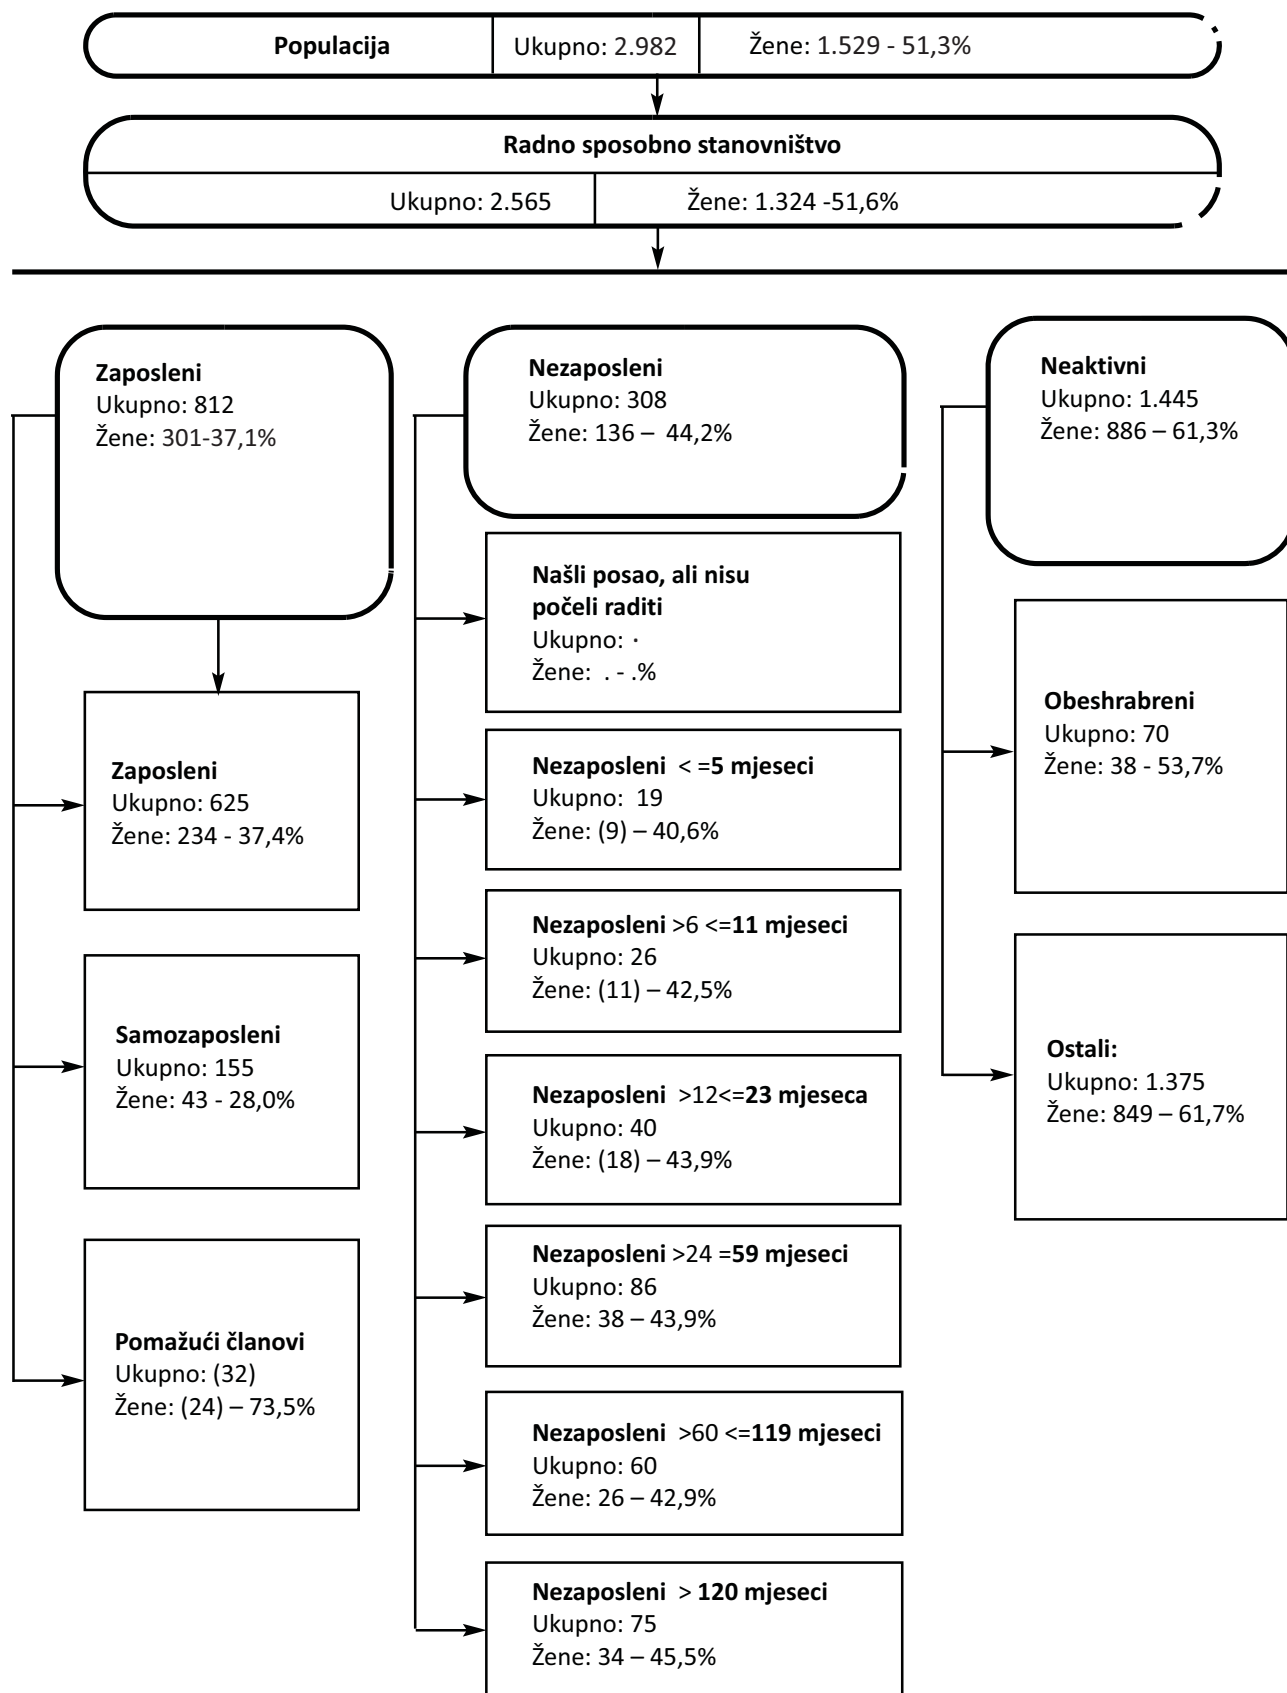 Populacija Ukupno: 2.982 Žene: 1.529 - 51,3%
Radno sposobno stanovništvo
Ukupno: 2.565 Žene: 1.324 -51,6%
Zaposleni
Ukupno: 812
Žene: 301-37,1%
Zaposleni
Ukupno: 625
Žene: 234 - 37,4%
Samozaposleni
Ukupno: 155
Žene: 43 - 28,0%
Pomažući članovi
Ukupno: (32)
Žene: (24) – 73,5%
Nezaposleni
Ukupno: 308
Žene: 136 – 44,2%
Našli posao, ali nisu
počeli raditi
Ukupno: ·
Žene: . - .%
Nezaposleni < =5 mjeseci
Ukupno: 19
Žene: (9) – 40,6%
Nezaposleni >6 <=11 mjeseci
Ukupno: 26
Žene: (11) – 42,5%
Nezaposleni >12<=23 mjeseca
Ukupno: 40
Žene: (18) – 43,9%
Nezaposleni >24 =59 mjeseci
Ukupno: 86
Žene: 38 – 43,9%
Nezaposleni >60 <=119 mjeseci
Ukupno: 60
Žene: 26 – 42,9%
Nezaposleni > 120 mjeseci
Ukupno: 75
Žene: 34 – 45,5%
Neaktivni
Ukupno: 1.445
Žene: 886 – 61,3%
Obeshrabreni
Ukupno: 70
Žene: 38 - 53,7%
Ostali:
Ukupno: 1.375
Žene: 849 – 61,7%